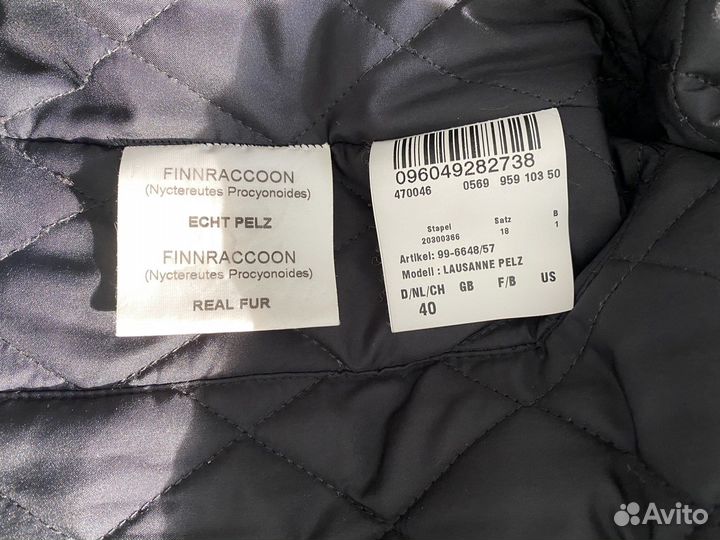 FINNRACCOON
(Nyctereutes Procyonoides)
ECHT PELZ
FINNRACCOON
(Nyctereutes Procyonoides)
REAL FUR
096049282738
470046 0569 959 103 50
Stapel Satz B
20300366 18 1
Artikel: 99-6648/57
Modell : LAUSANNE PELZ
D/NL/CH GB F/B US
40
Avito